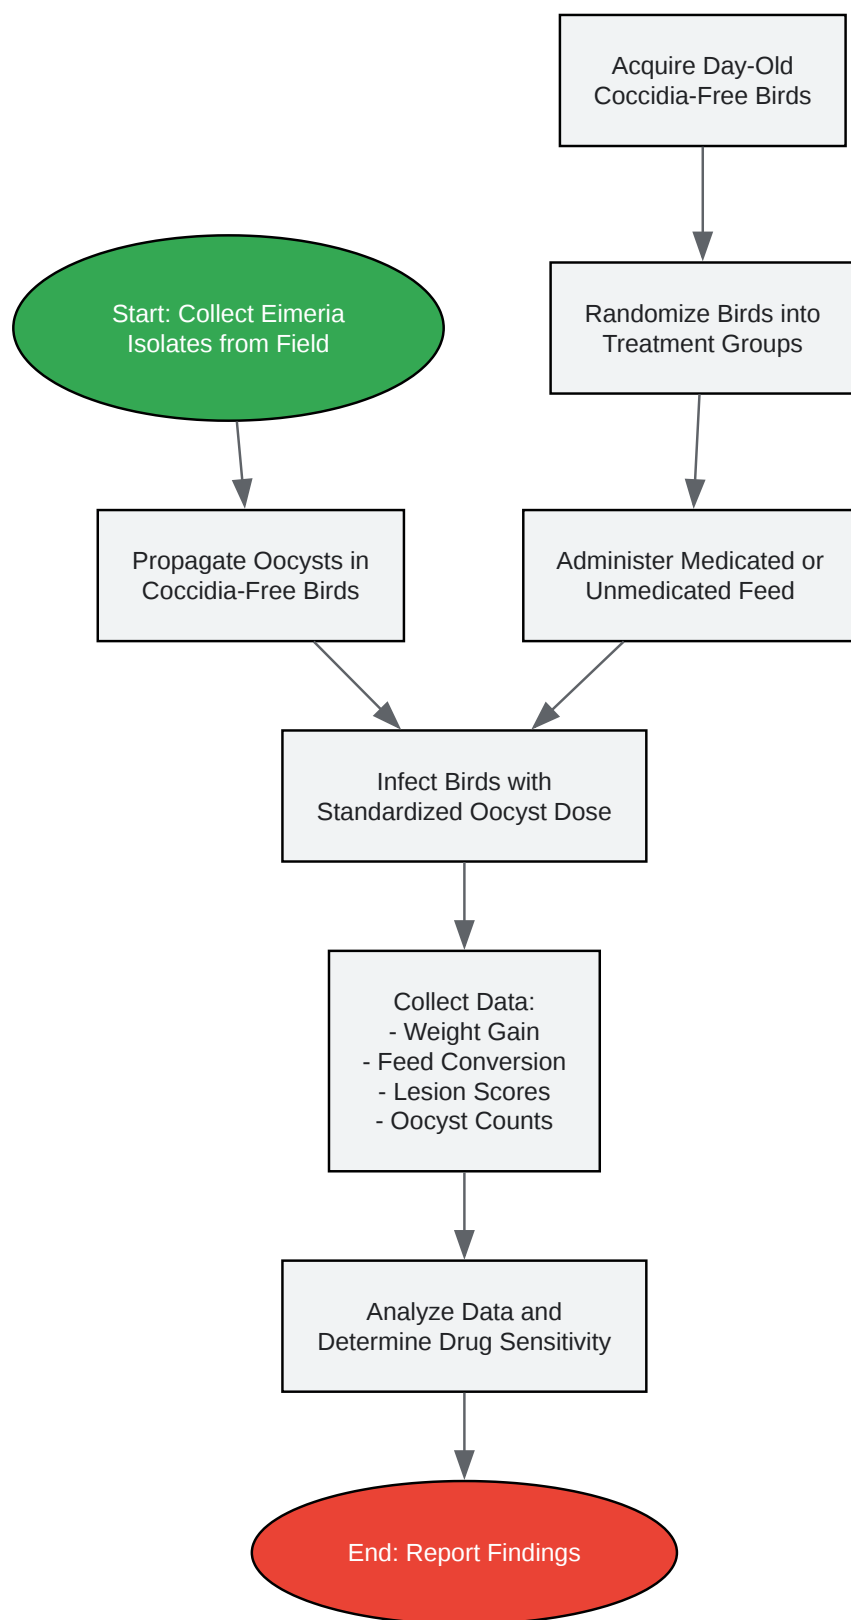 Acquire Day-Old
Coccidia-Free Birds
Start: Collect Eimeria
Isolates from Field
Randomize Birds into
Treatment Groups
Propagate Oocysts in
Coccidia-Free Birds
Administer Medicated or
Unmedicated Feed
Infect Birds with
Standardized Oocyst Dose
Collect Data:
- Weight Gain
- Feed Conversion
- Lesion Scores
- Oocyst Counts
Analyze Data and
Determine Drug Sensitivity
End: Report Findings